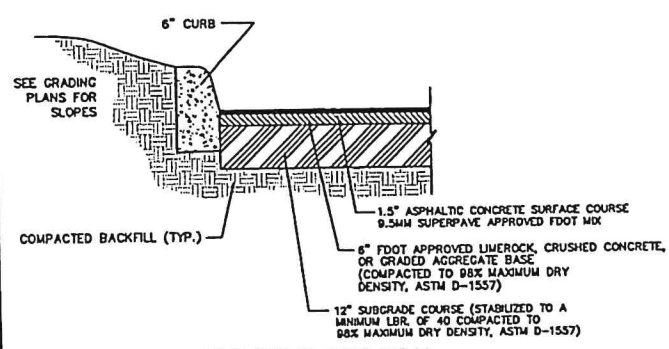 6" CURB
SEE GRADING
PLANS FOR
SLOPES
COMPACTED BACKFILL (TYP.)
1.5" ASPHALTIC CONCRETE SURFACE COURSE
9.5MM SUPERPAVE APPROVED FDOT MIX
6" FDOT APPROVED LIMEROCK, CRUSHED CONCRETE,
OR GRADED AGGREGATE BASE
(COMPACTED TO 98% MAXIMUM DRY
DENSITY, ASTM D-1557)
12" SUBGRADE COURSE (STABILIZED TO A
MINIMUM LBR. OF 40 COMPACTED TO
98% MAXIMUM DRY DENSITY, ASTM D-1557)